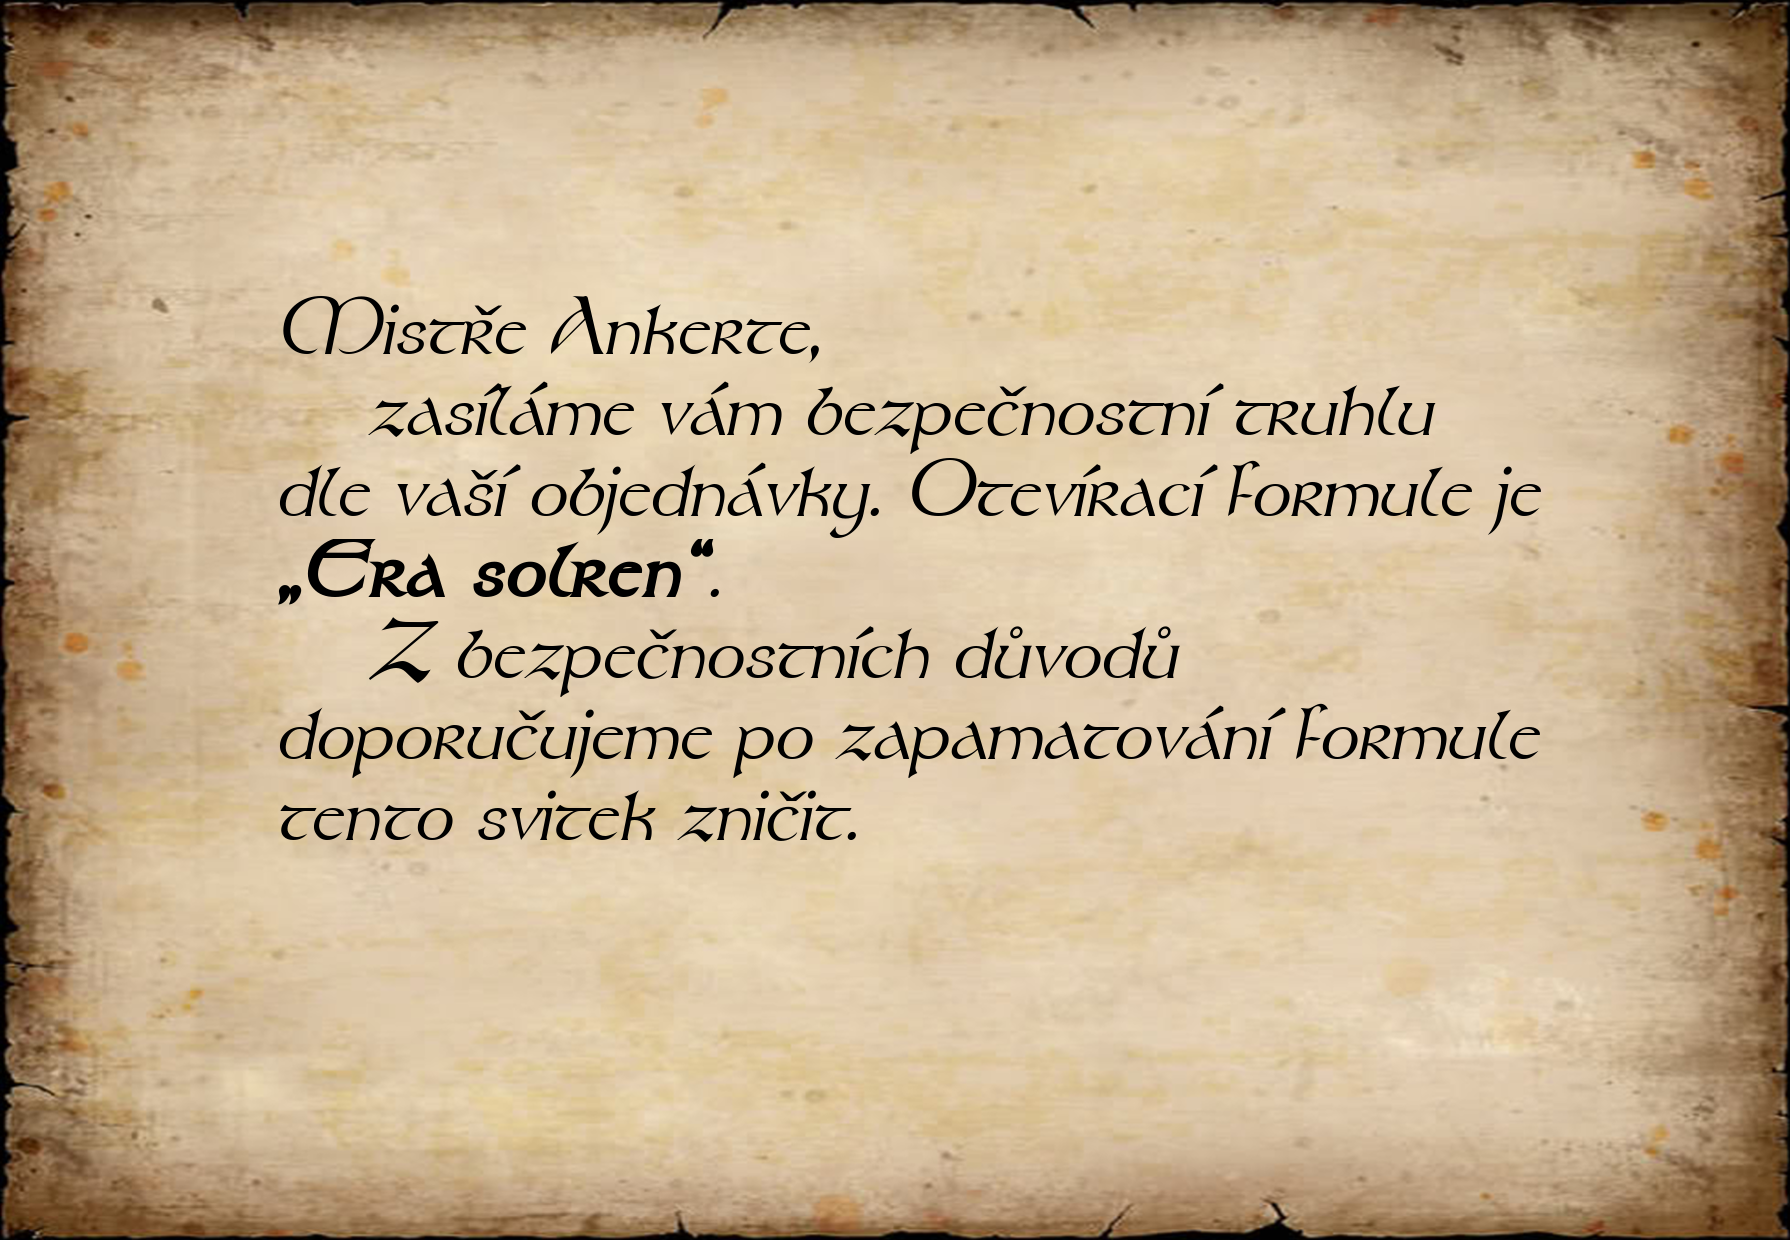 Mistře Ankerte,
zasíláme vám bezpečnostní truhlu
dle vaší objednávky. Otevírací formule je
„Era solren“.
Z bezpečnostních důvodů
doporučujeme po zapamatování formule
tento svitek zničit.